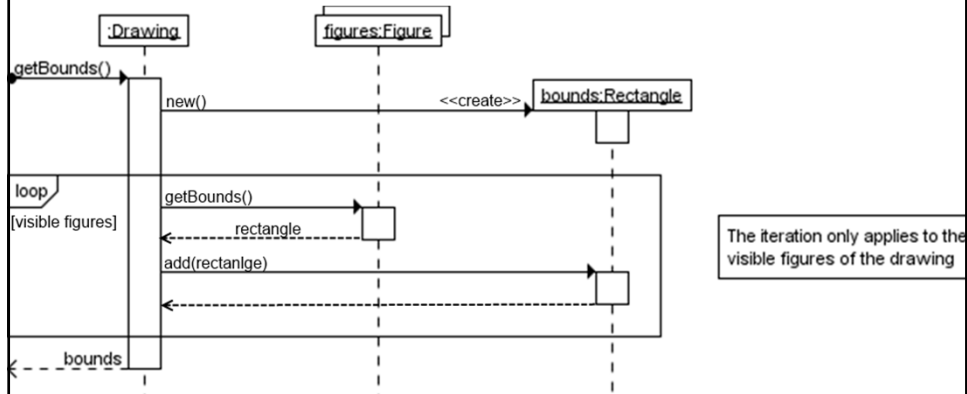 :Drawing
figures:Figure
getBounds()
new()
<<create>>
bounds:Rectangle
loop
[visible figures]
getBounds()
rectangle
add(rectanlge)
The iteration only applies to the
visible figures of the drawing
bounds